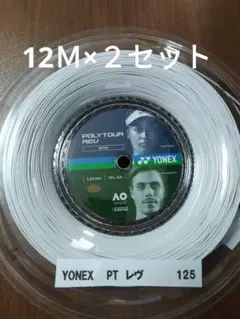 12M×2セット
POLYTOUR
REV
YONEX
AO
YONEX PT レヴ 125